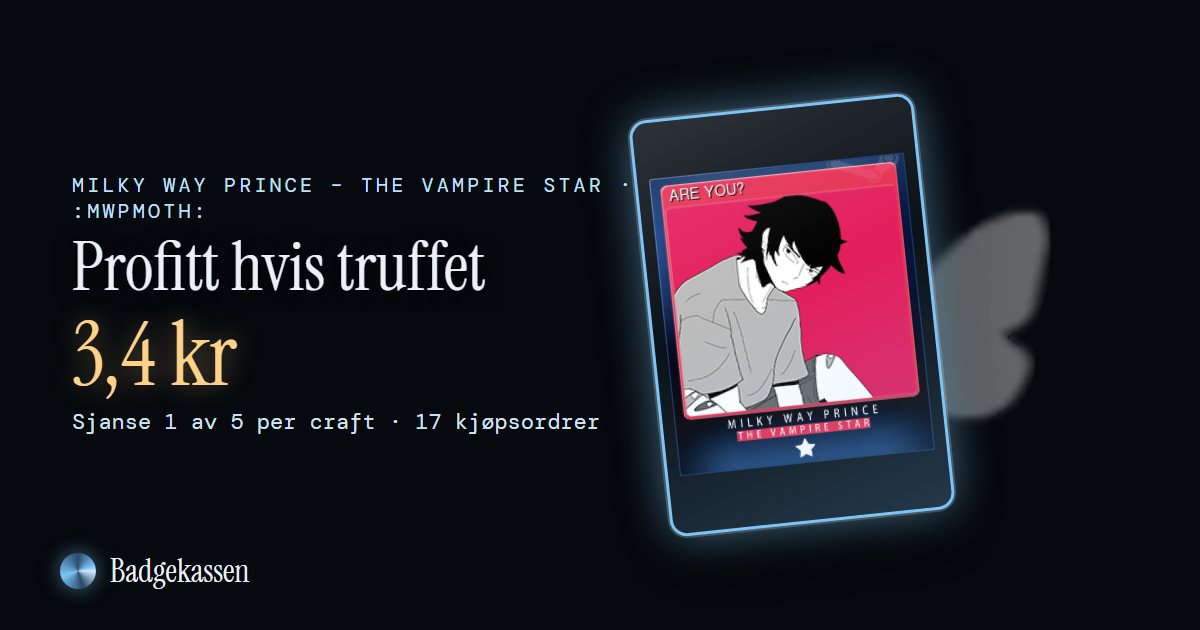 MILKY WAY PRINCE – THE VAMPIRE STAR ·
:MWPMOTH:
Profitt hvis truffet
3,4 kr
Sjanse 1 av 5 per craft · 17 kjøpsordrer
ARE YOU?
MILKY WAY PRINCE
THE VAMPIRE STAR
Badgekassen